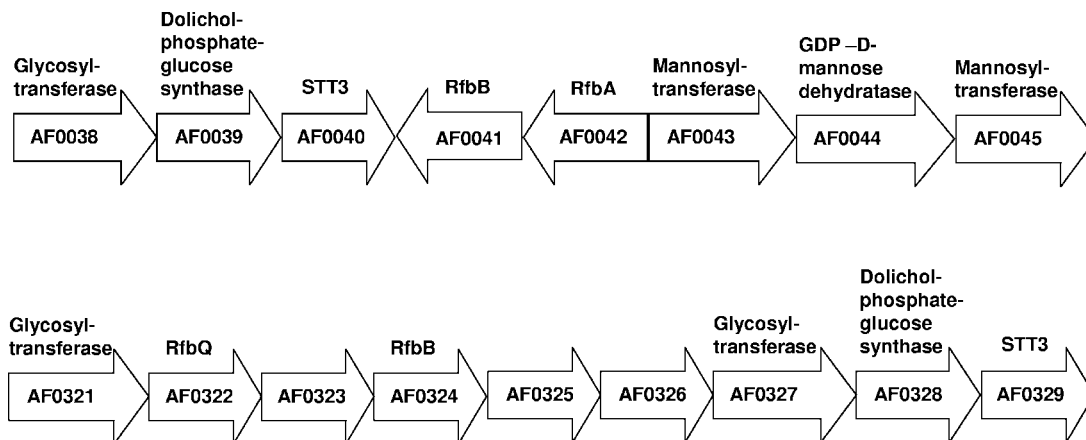 Glycosyl-
transferase
Dolichol-
phosphate-
glucose
synthase
STT3
RfbB
RfbA
Mannosyl-
transferase
GDP –D-
mannose
dehydratase
Mannosyl-
transferase
AF0038
AF0039
AF0040
AF0041
AF0042
AF0043
AF0044
AF0045
Glycosyl-
transferase
RfbQ
RfbB
Glycosyl-
transferase
Dolichol-
phosphate-
glucose
synthase
STT3
AF0321
AF0322
AF0323
AF0324
AF0325
AF0326
AF0327
AF0328
AF0329